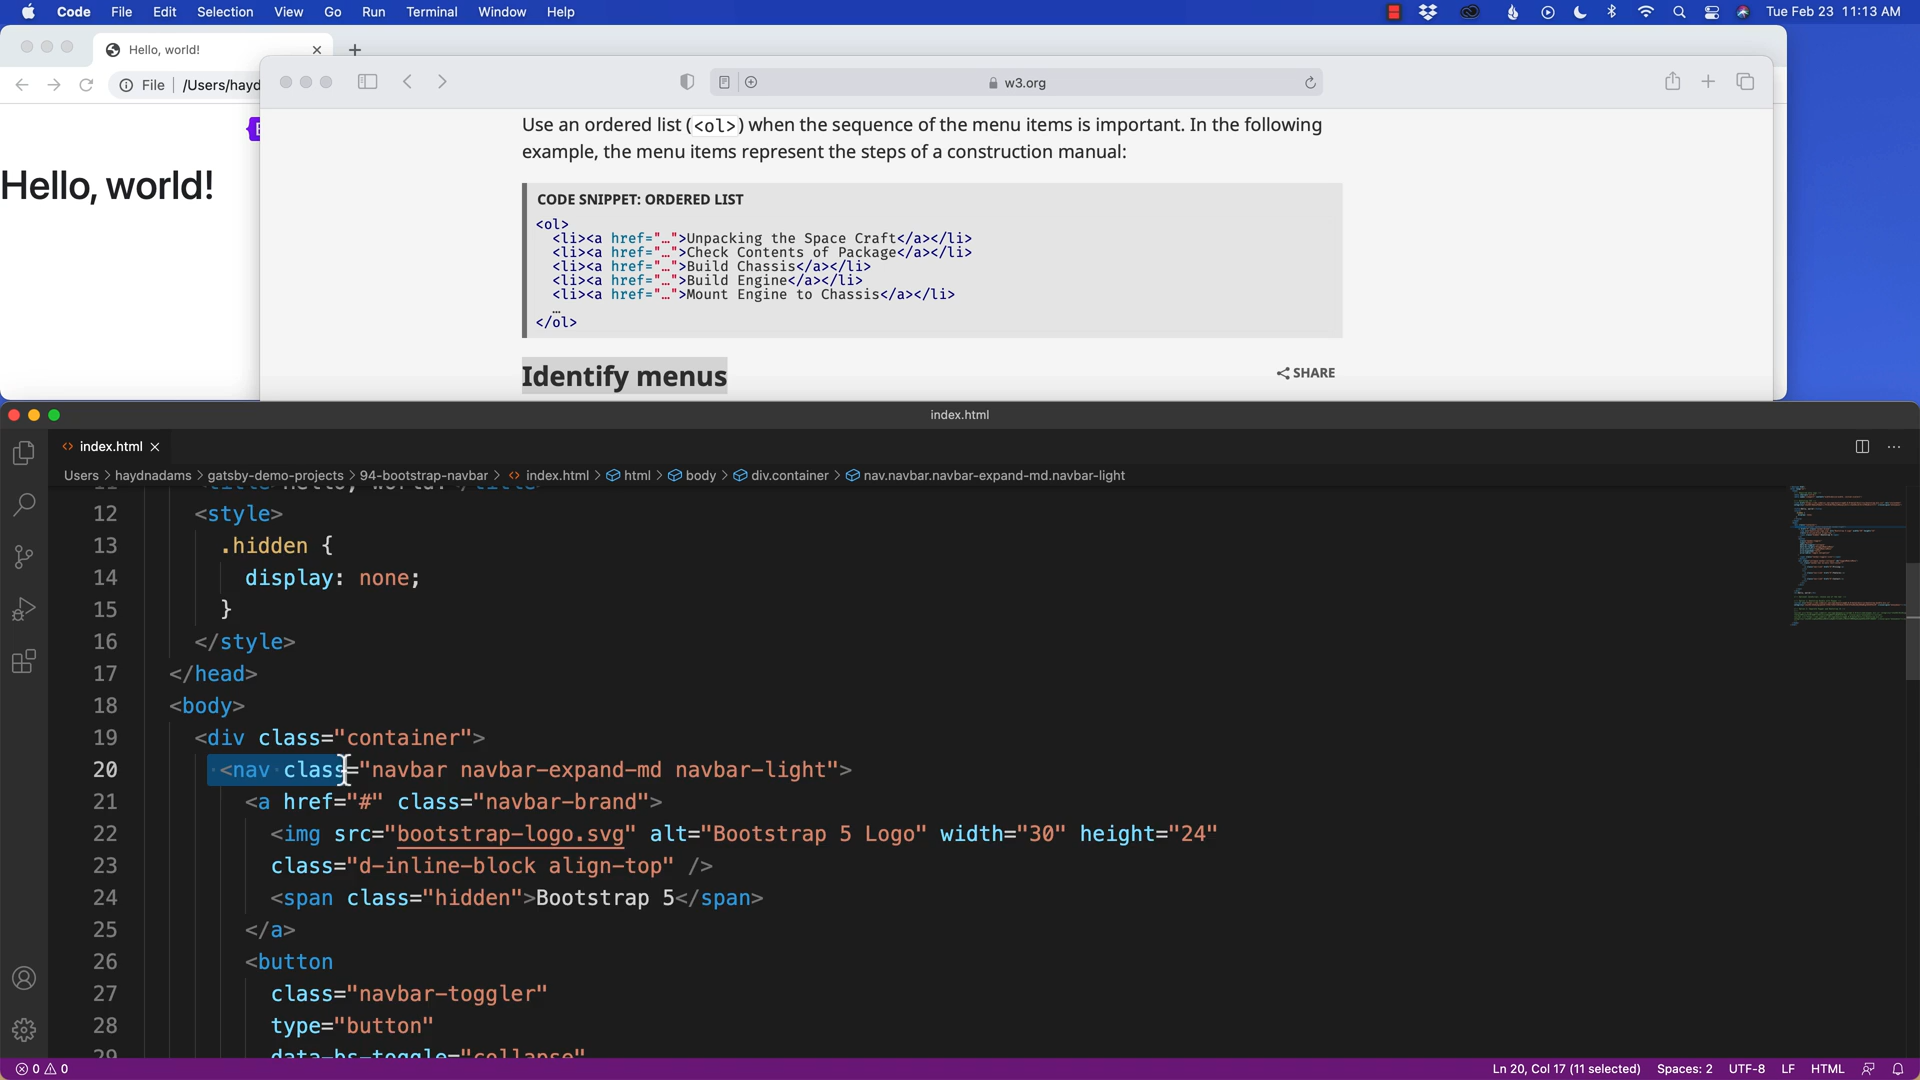 Code File Edit Selection View Go Run Terminal Window Help Tue Feb 23 11:13 AM
Hello, world!
File /Users/hayd
w3.org
Hello, world!
Use an ordered list (<ol>) when the sequence of the menu items is important. In the following
example, the menu items represent the steps of a construction manual:
CODE SNIPPET: ORDERED LIST
<ol>
<li><a href="…">Unpacking the Space Craft</a></li>
<li><a href="…">Check Contents of Package</a></li>
<li><a href="…">Build Chassis</a></li>
<li><a href="…">Build Engine</a></li>
<li><a href="…">Mount Engine to Chassis</a></li>
…
</ol>
Identify menus
SHARE
index.html
index.html
Users > haydnadams > gatsby-demo-projects > 94-bootstrap-navbar > index.html > html > body > div.container > nav.navbar.navbar-expand-md.navbar-light
12 <style>
13 .hidden {
14 display: none;
15 }
16 </style>
17 </head>
18 <body>
19 <div class="container">
20 <nav class="navbar navbar-expand-md navbar-light">
21 <a href="#" class="navbar-brand">
22 <img src="bootstrap-logo.svg" alt="Bootstrap 5 Logo" width="30" height="24"
23 class="d-inline-block align-top" />
24 <span class="hidden">Bootstrap 5</span>
25 </a>
26 <button
27 class="navbar-toggler"
28 type="button"
29 data-bs-toggle="collapse"
0 0 Ln 20, Col 17 (11 selected) Spaces: 2 UTF-8 LF HTML